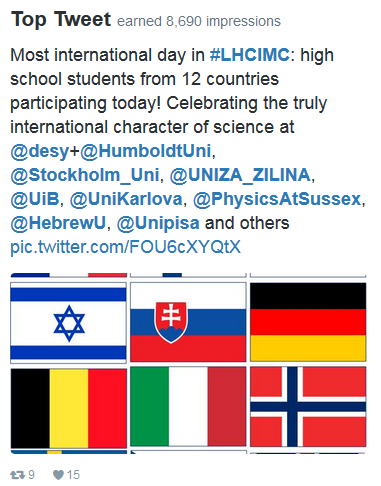 Top Tweet earned 8,690 impressions
Most international day in #LHCIMC: high
school students from 12 countries
participating today! Celebrating the truly
international character of science at
@desy+@HumboldtUni,
@Stockholm_Uni, @UNIZA_ZILINA,
@UiB, @UniKarlova, @PhysicsAtSussex,
@HebrewU, @Unipisa and others
pic.twitter.com/FOU6cXYQtX
9 15